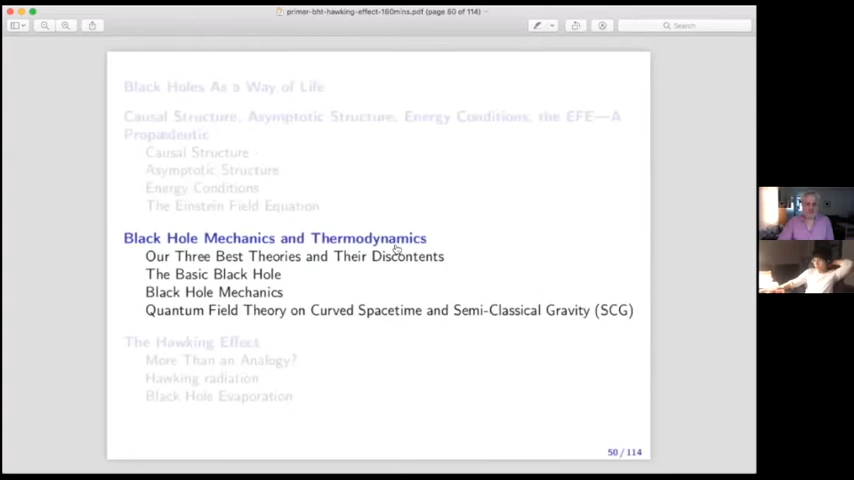 primer-bht-hawking-effect-180mins.pdf (page 50 of 114)
Search
Black Holes As a Way of Life
Causal Structure, Asymptotic Structure, Energy Conditions, the EFE—A
Propædeutic
Causal Structure
Asymptotic Structure
Energy Conditions
The Einstein Field Equation
Black Hole Mechanics and Thermodynamics
Our Three Best Theories and Their Discontents
The Basic Black Hole
Black Hole Mechanics
Quantum Field Theory on Curved Spacetime and Semi-Classical Gravity (SCG)
The Hawking Effect
More Than an Analogy?
Hawking radiation
Black Hole Evaporation
50 / 114